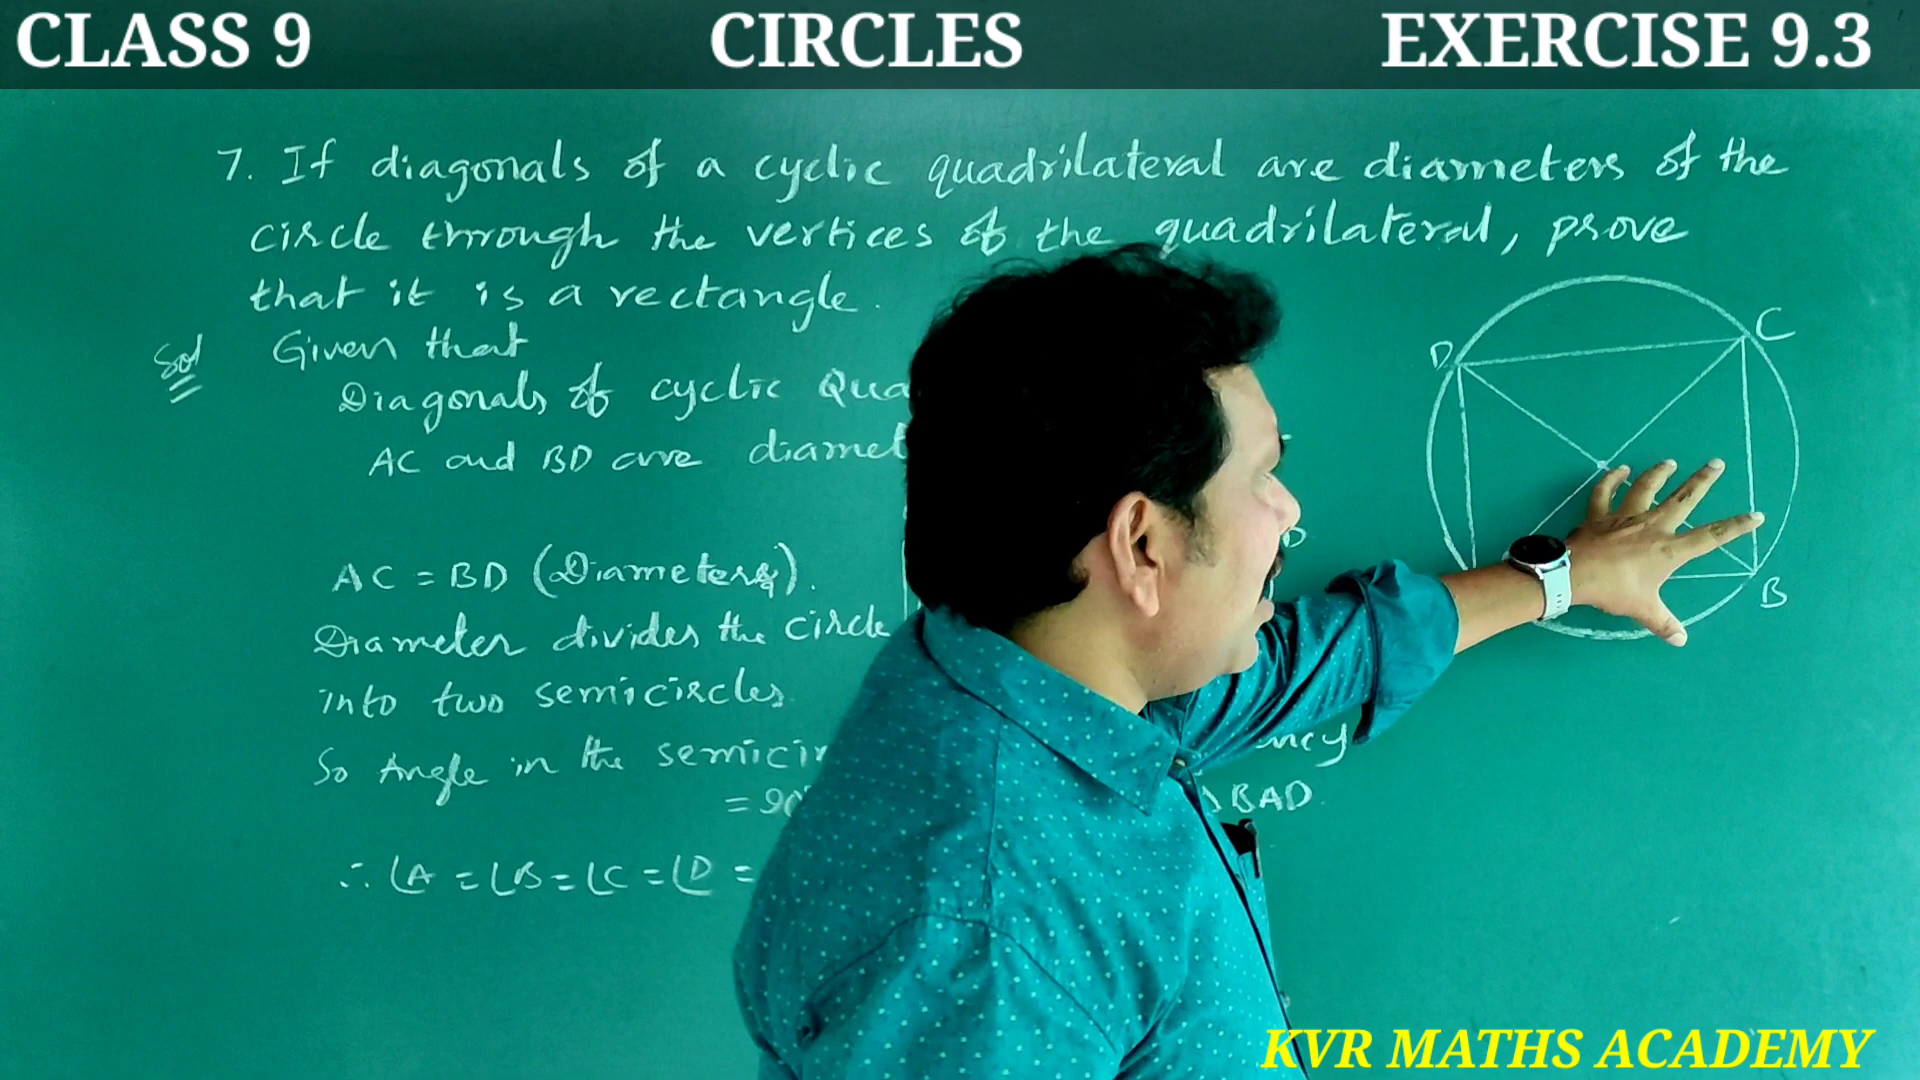 CLASS 9 CIRCLES EXERCISE 9.3
7. If diagonals of a cyclic quadrilateral are diameters of the
circle through the vertices of the quadrilateral, prove
that it is a rectangle.
Sol Given that
Diagonals of cyclic
AC and BD are
AC = BD (Diameters).
Diameter divides the circle
into two semicircles
So Angle in the
= 90°
BAD.
∴ ∠A = ∠B = ∠C = ∠D =
D
C
B
KVR MATHS ACADEMY